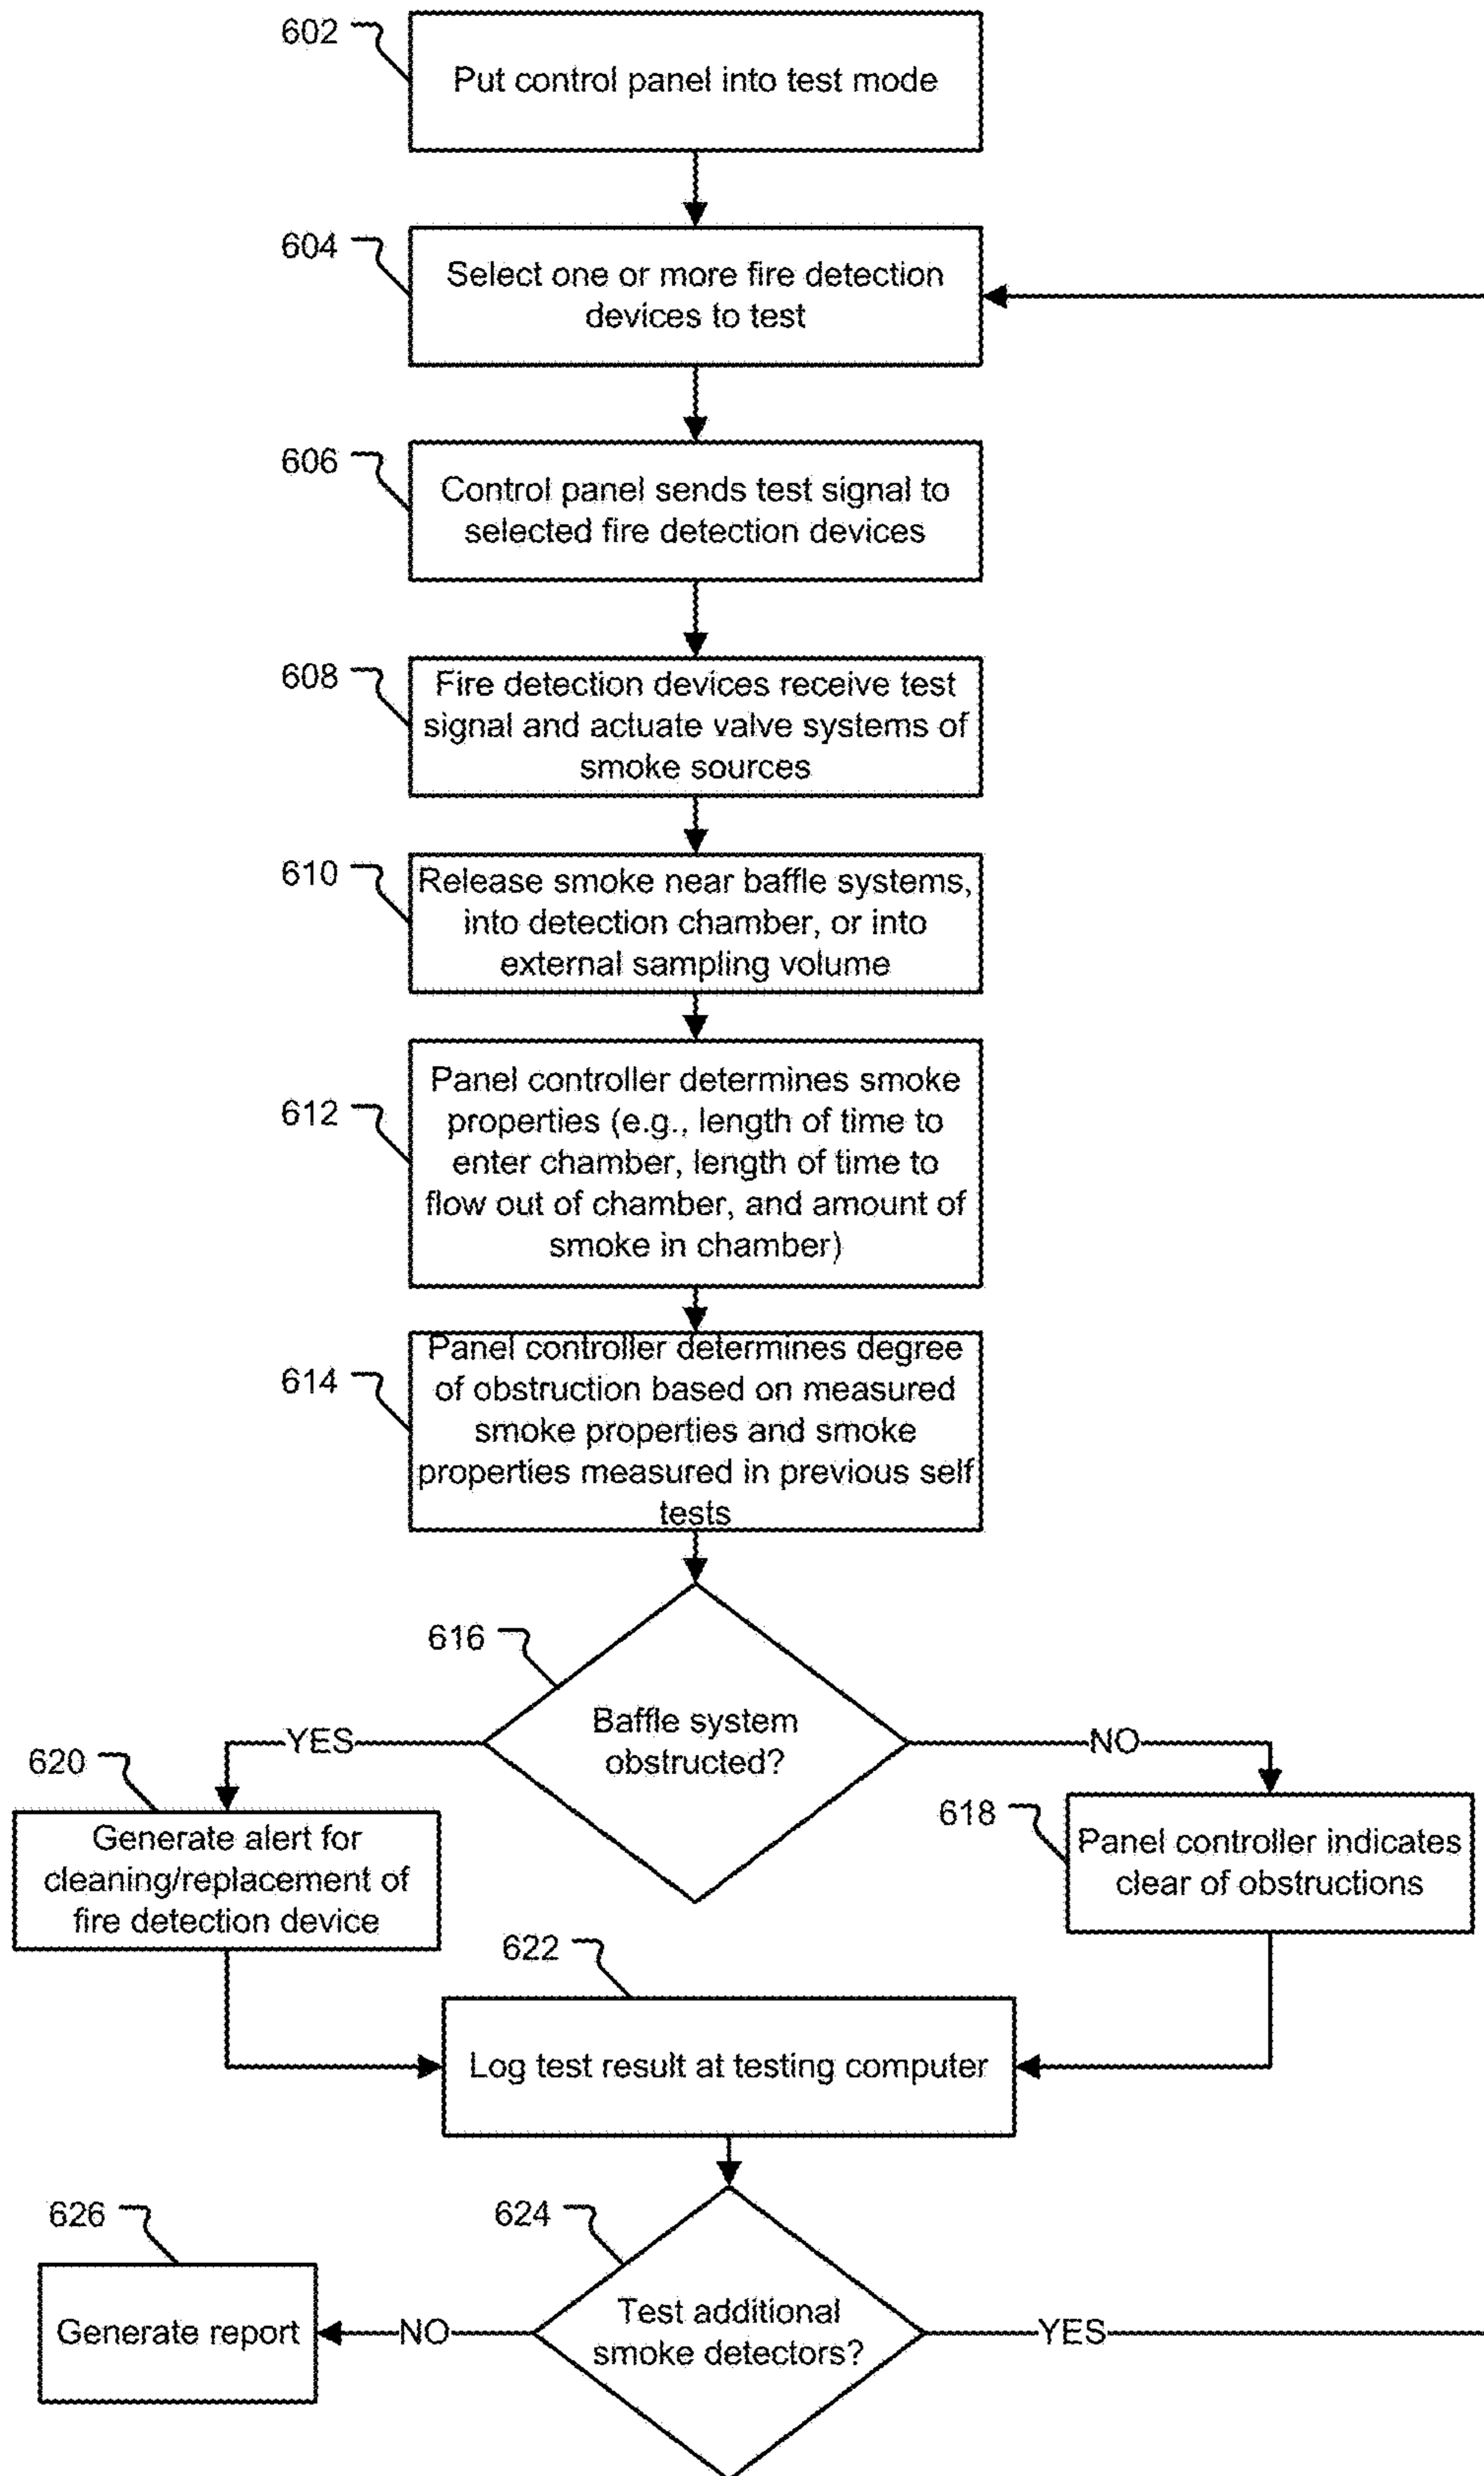 602
Put control panel into test mode
604
Select one or more fire detection
devices to test
606
Control panel sends test signal to
selected fire detection devices
608
Fire detection devices receive test
signal and actuate valve systems of
smoke sources
610
Release smoke near baffle systems,
into detection chamber, or into
external sampling volume
612
Panel controller determines smoke
properties (e.g., length of time to
enter chamber, length of time to
flow out of chamber, and amount of
smoke in chamber)
614
Panel controller determines degree
of obstruction based on measured
smoke properties and smoke
properties measured in previous self
tests
616
Baffle system
obstructed?
YES
NO
620
Generate alert for
cleaning/replacement of
fire detection device
618
Panel controller indicates
clear of obstructions
622
Log test result at testing computer
624
Test additional
smoke detectors?
NO
YES
626
Generate report